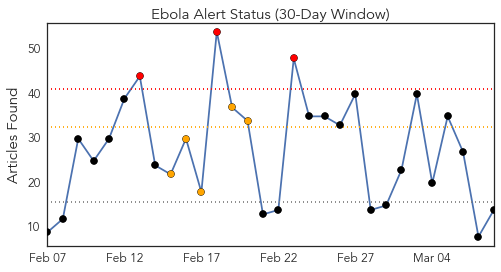 Ebola Alert Status (30-Day Window)
Articles Found
50
40
30
20
10
Feb 07
Feb 12
Feb 17
Feb 22
Feb 27
Mar 04